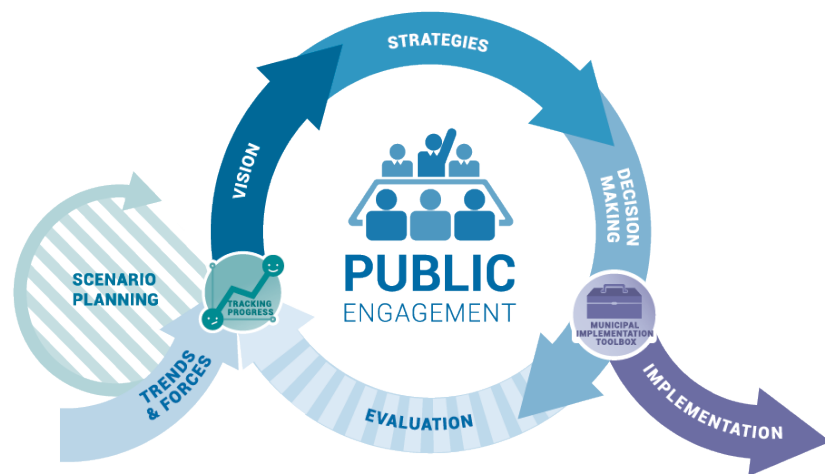 STRATEGIES
VISION
DECISION
MAKING
SCENARIO
PLANNING
TRACKING
PROGRESS
PUBLIC
ENGAGEMENT
MUNICIPAL
IMPLEMENTATION
TOOLBOX
TRENDS
& FORCES
EVALUATION
IMPLEMENTATION